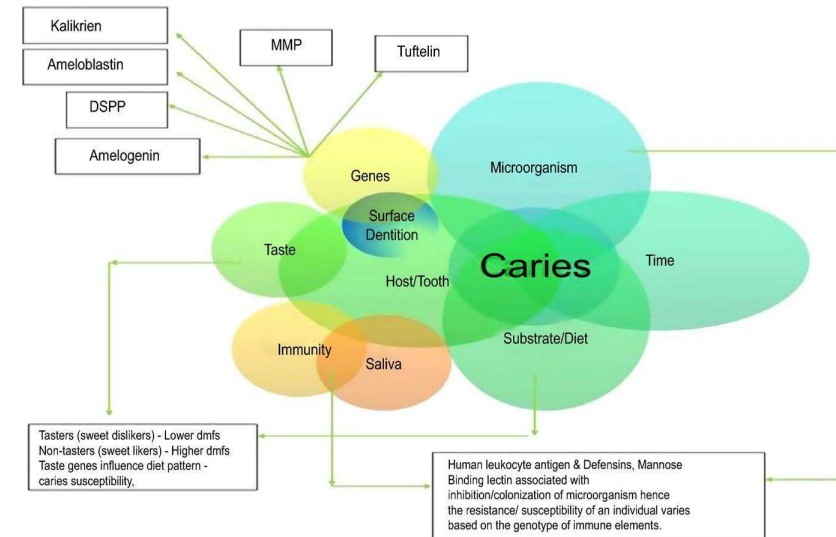 Kalikrien
Ameloblastin
DSPP
Amelogenin
MMP
Tuftelin
Genes
Microorganism
Surface
Dentition
Taste
Host/Tooth
Caries
Time
Immunity
Saliva
Substrate/Diet
Tasters (sweet dislikers) - Lower dmfs
Non-tasters (sweet likers) - Higher dmfs
Taste genes influence diet pattern -
caries susceptibility,
Human leukocyte antigen & Defensins, Mannose
Binding lectin associated with
inhibition/colonization of microorganism hence
the resistance/ susceptibility of an individual varies
based on the genotype of immune elements.